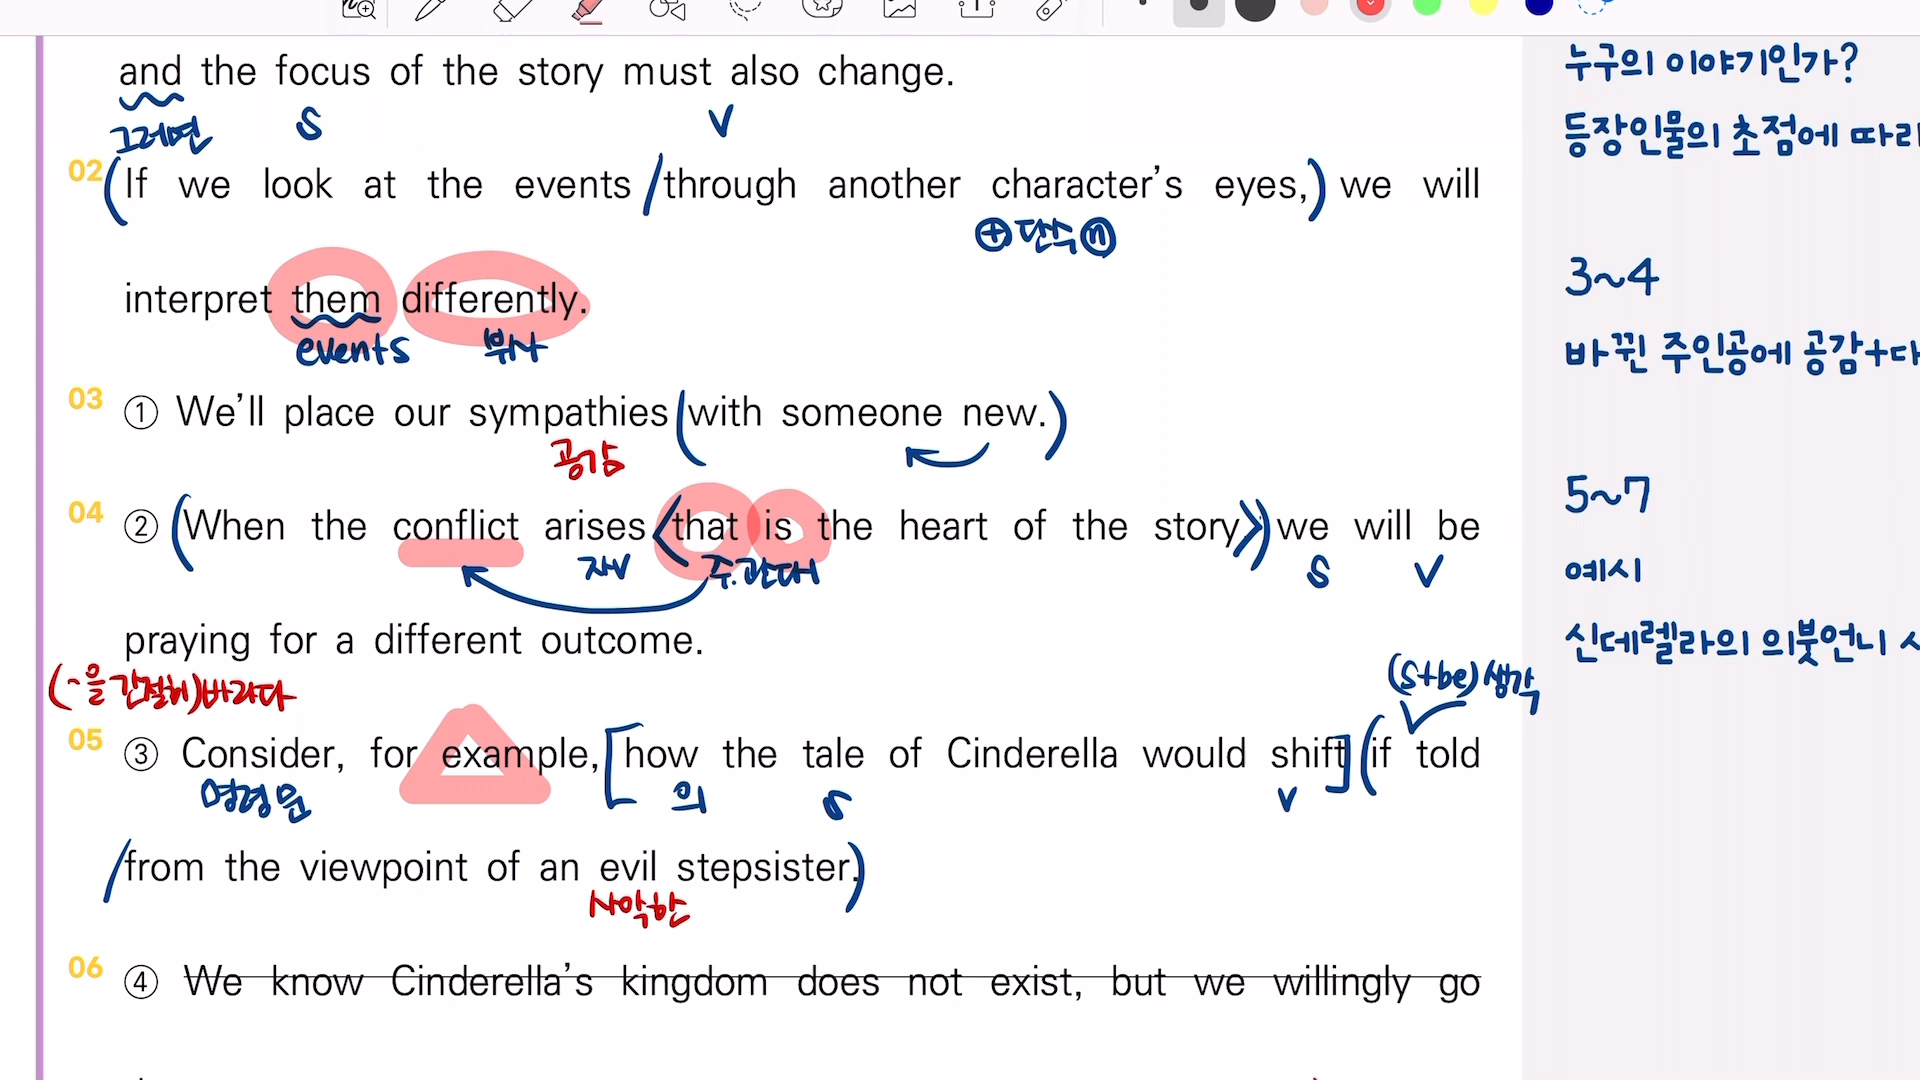 and the focus of the story must also change.
그러면 S V
02 If we look at the events / through another character's eyes, we will
+ 단수 n
interpret them differently.
events 부사
03 ① We'll place our sympathies (with someone new.)
공감
04 ② (When the conflict arises <that is the heart of the story>) we will be
자V 주.관대 S V
praying for a different outcome.
(~을 간절히)바라다
(S+be)생략
05 ③ Consider, for example, [how the tale of Cinderella would shift] (if told
명령문 의 S V
/from the viewpoint of an evil stepsister.)
사악한
06 ④ We know Cinderella's kingdom does not exist, but we willingly go
누구의 이야기인가?
등장인물의 초점에 따라
3~4
바뀐 주인공에 공감+다
5~7
예시
신데렐라의 의붓언니 시